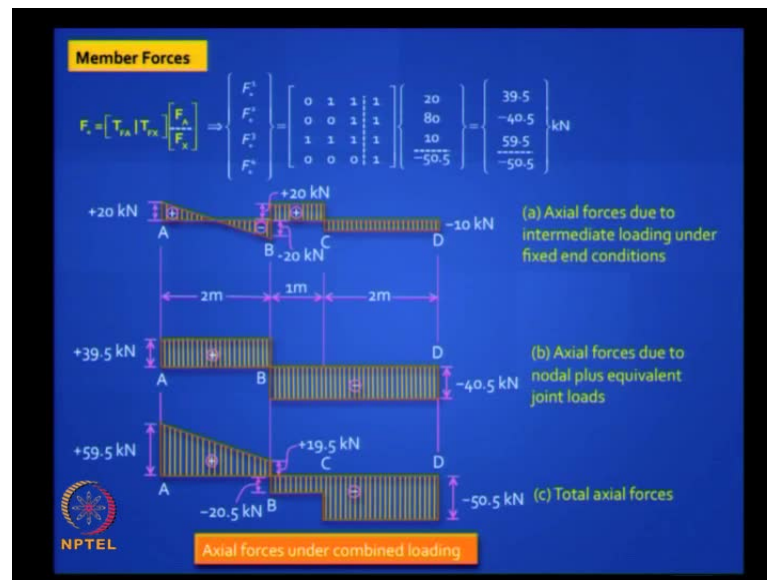 Member Forces
F* = [T_FA | T_FX] [F_A / F_X] ⇒ {F*¹ F*² F*³ F*⁴} = [0 1 1 1; 0 0 1 1; 1 1 1 1; 0 0 0 1] {20 80 10 -50.5} = {39.5 -40.5 59.5 -50.5} kN
+20 kN
+20 kN
+20 kN
A
B
-20 kN
C
-10 kN
D
(a) Axial forces due to
intermediate loading under
fixed end conditions
2m
1m
2m
+39.5 kN
A
B
D
-40.5 kN
(b) Axial forces due to
nodal plus equivalent
joint loads
+59.5 kN
A
+19.5 kN
-20.5 kN
B
C
D
-50.5 kN
(c) Total axial forces
NPTEL
Axial forces under combined loading